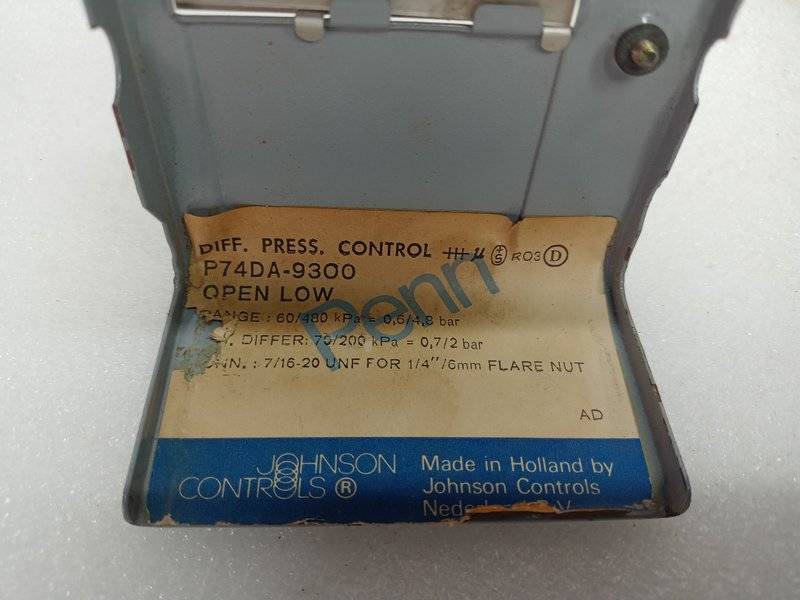 DIFF. PRESS. CONTROL µ +S R03 D
P74DA-9300
OPEN LOW
RANGE : 60/480 kPa = 0,6/4,8 bar
DIFFER: 70/200 kPa = 0,7/2 bar
NN. : 7/16-20 UNF FOR 1/4"/6mm FLARE NUT
AD
Penn
JOHNSON
CONTROLS ®
Made in Holland by
Johnson Controls